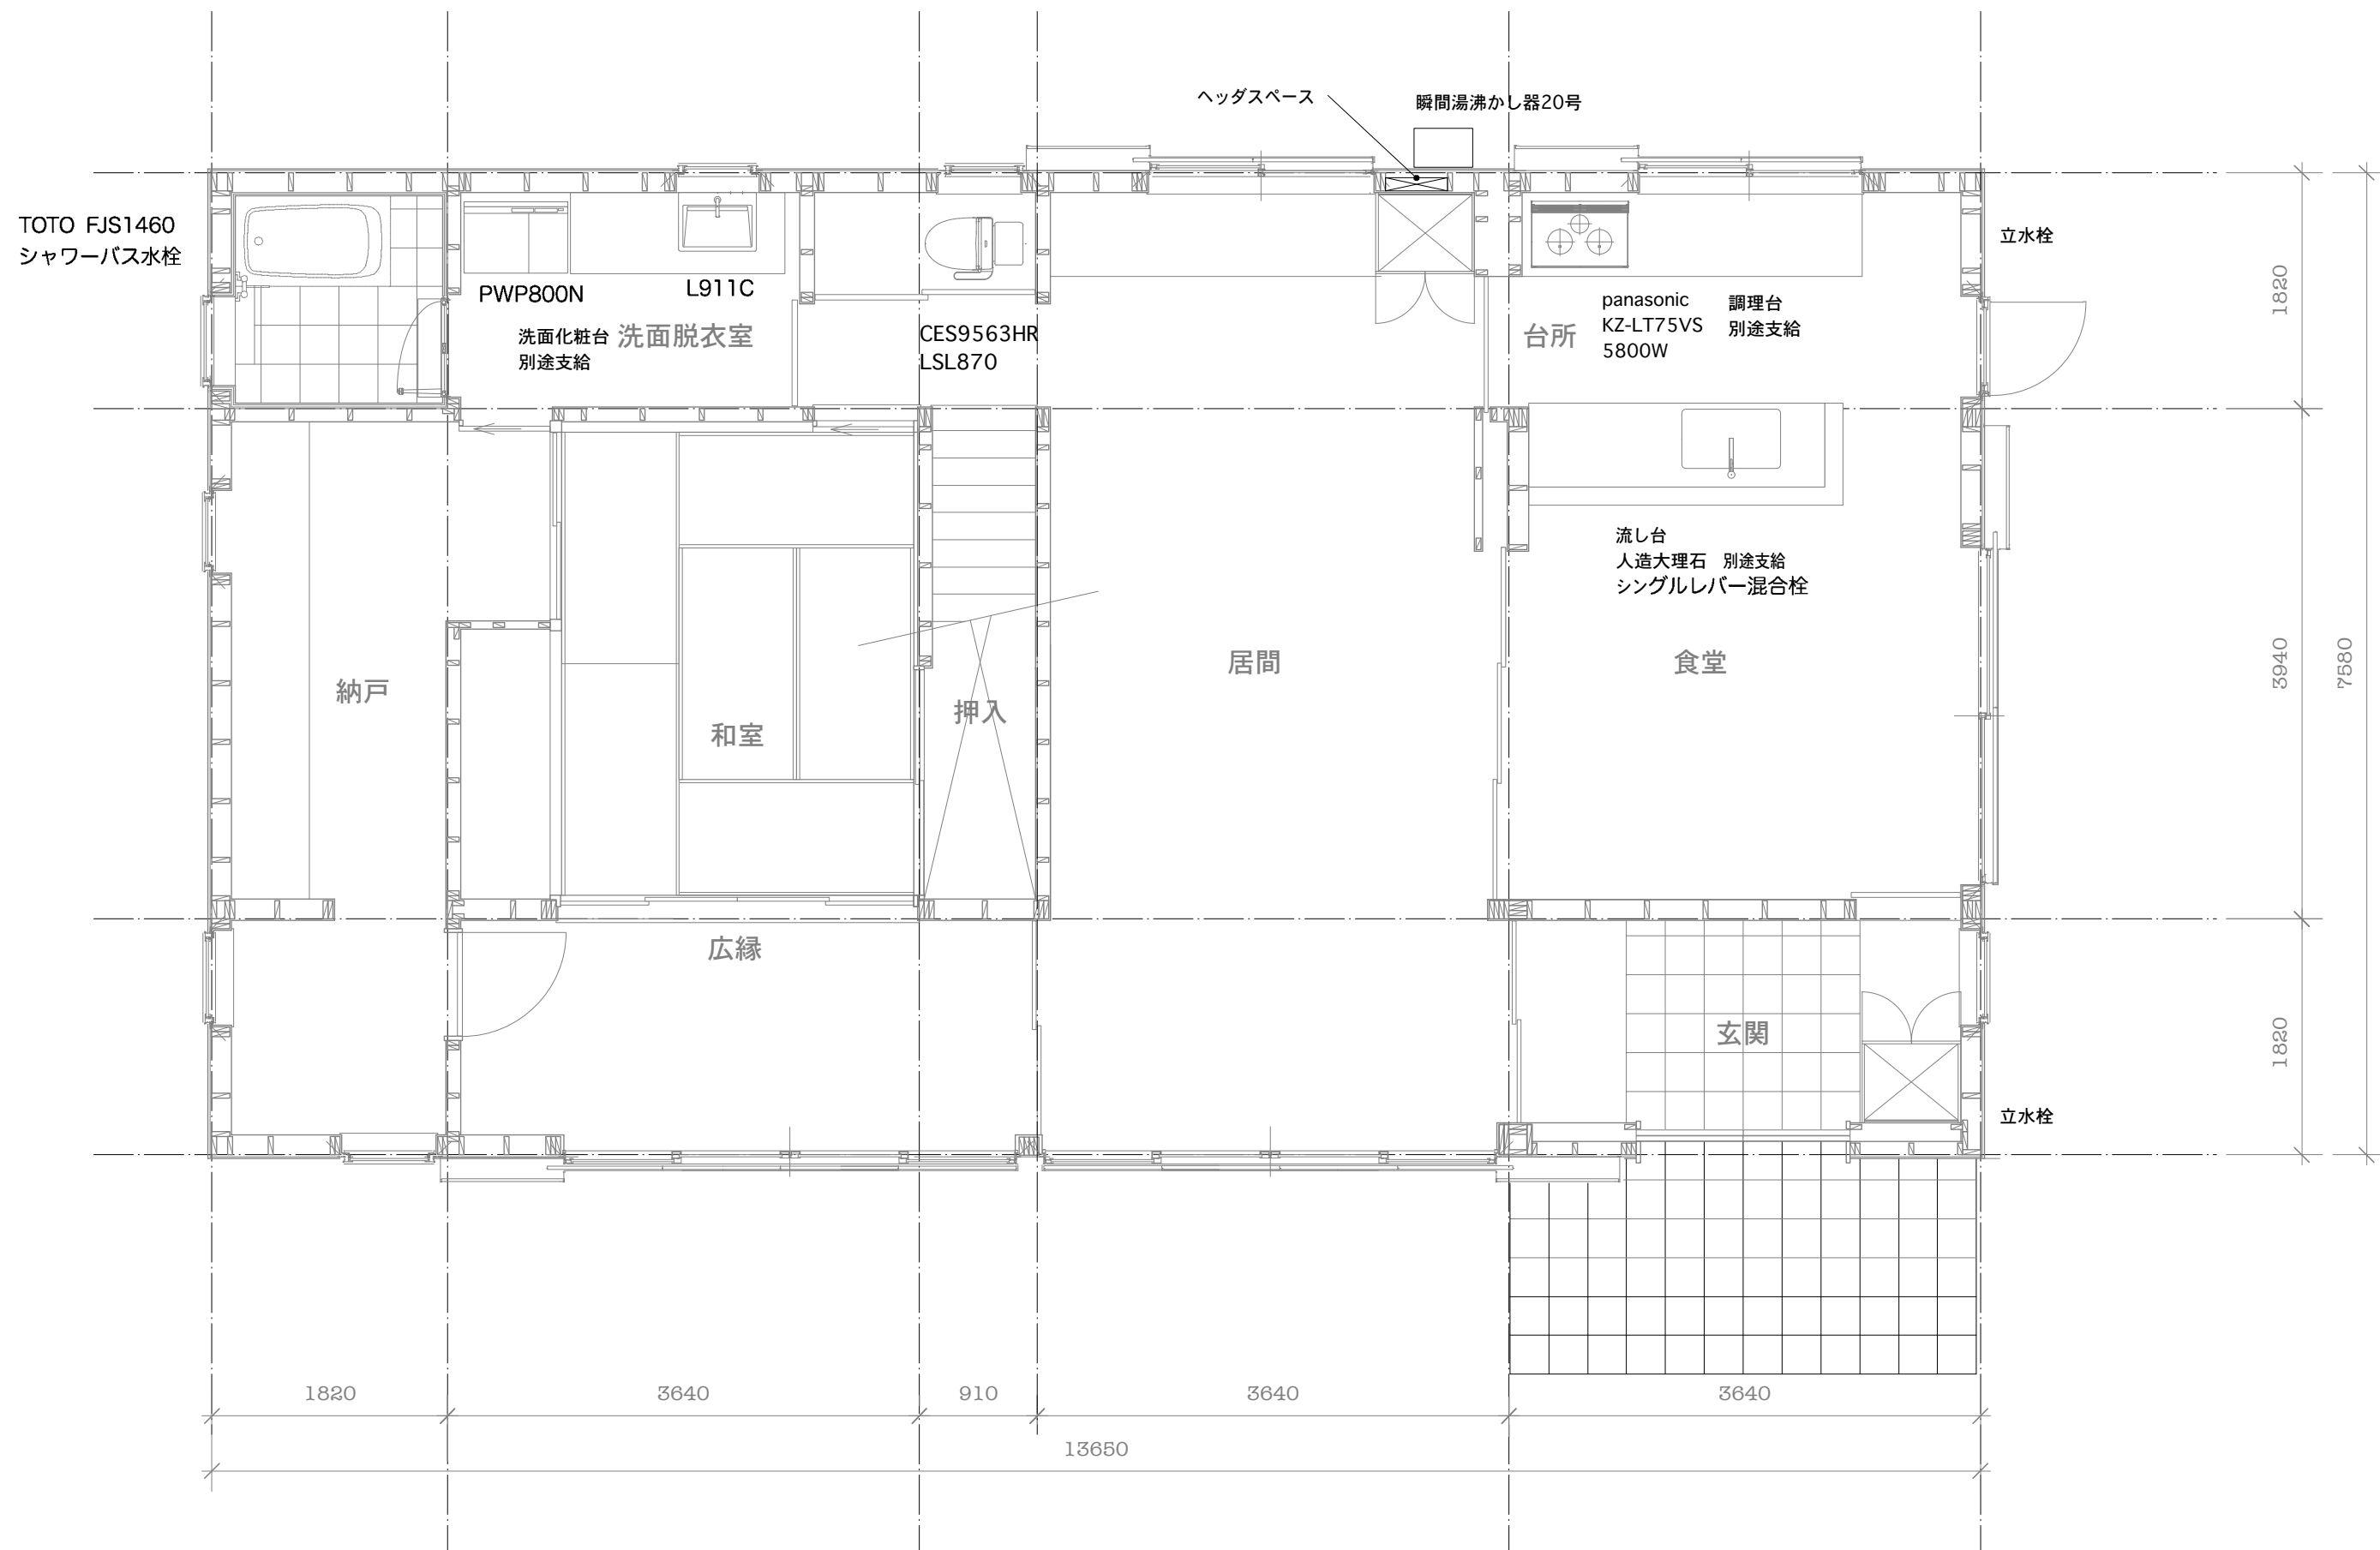 ヘッダスペース
瞬間湯沸かし器20号
TOTO FJS1460
シャワーバス水栓
立水栓
PWP800N
L911C
洗面化粧台
別途支給
洗面脱衣室
CES9563HR
LSL870
台所
panasonic
KZ-LT75VS
5800W
調理台
別途支給
1820
流し台
人造大理石 別途支給
シングルレバー混合栓
納戸
和室
押入
居間
食堂
3940
7580
広縁
玄関
1820
立水栓
1820
3640
910
3640
3640
13650